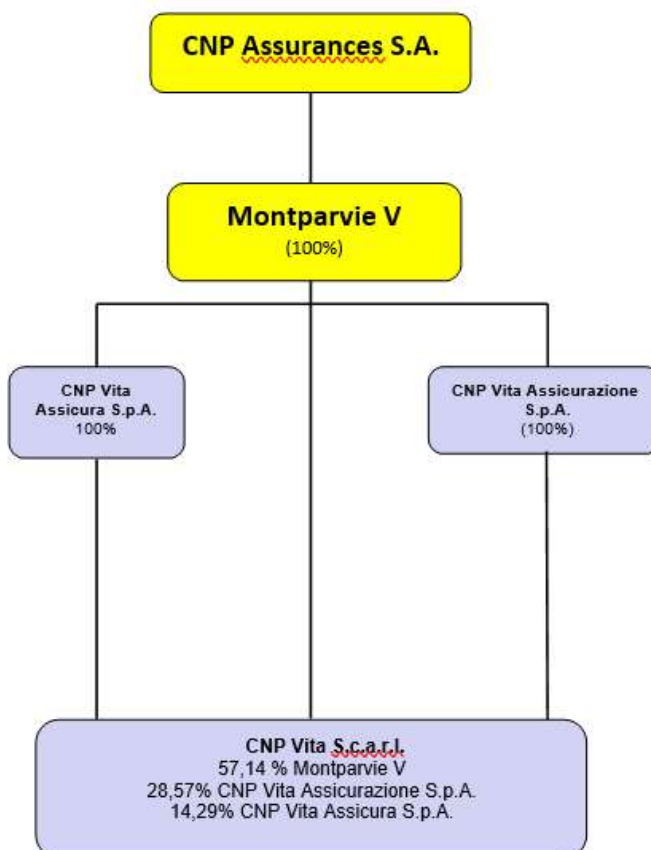 CNP Assurances S.A.
Montparvie V
(100%)
CNP Vita
Assicura S.p.A.
100%
CNP Vita Assicurazione
S.p.A.
(100%)
CNP Vita S.c.a.r.l.
57,14 % Montparvie V
28,57% CNP Vita Assicurazione S.p.A.
14,29% CNP Vita Assicura S.p.A.